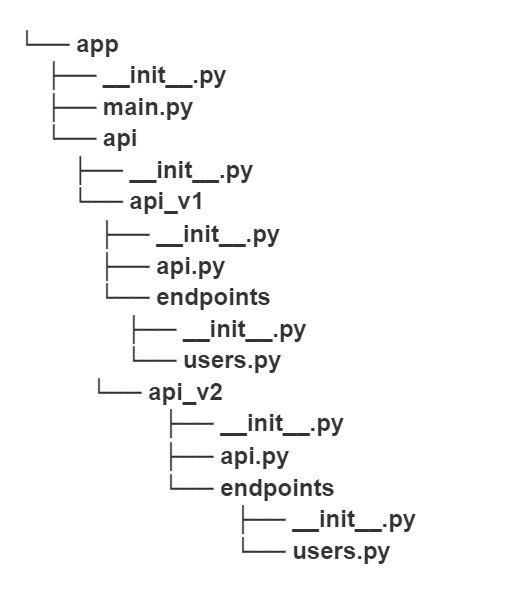 └── app
├── __init__.py
├── main.py
└── api
├── __init__.py
└── api_v1
├── __init__.py
├── api.py
└── endpoints
├── __init__.py
└── users.py
└── api_v2
├── __init__.py
├── api.py
└── endpoints
├── __init__.py
└── users.py